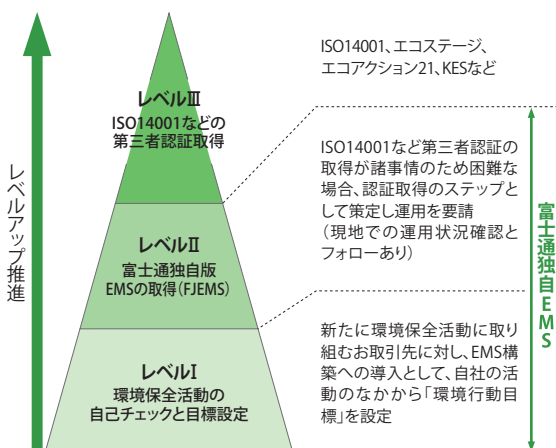 レベルアップ推進
レベルⅢ
ISO14001などの
第三者認証取得
ISO14001、エコステージ、
エコアクション21、KESなど
レベルⅡ
富士通独自版
EMSの取得(FJEMS)
ISO14001など第三者認証の
取得が諸事情のため困難な
場合、認証取得のステップと
して策定し運用を要請
(現地での運用状況確認と
フォローあり)
レベルⅠ
環境保全活動の
自己チェックと目標設定
新たに環境保全活動に取り
組むお取引先に対し、EMS構
築への導入として、自社の活
動のなかから「環境行動目
標」を設定
富士通独自EMS